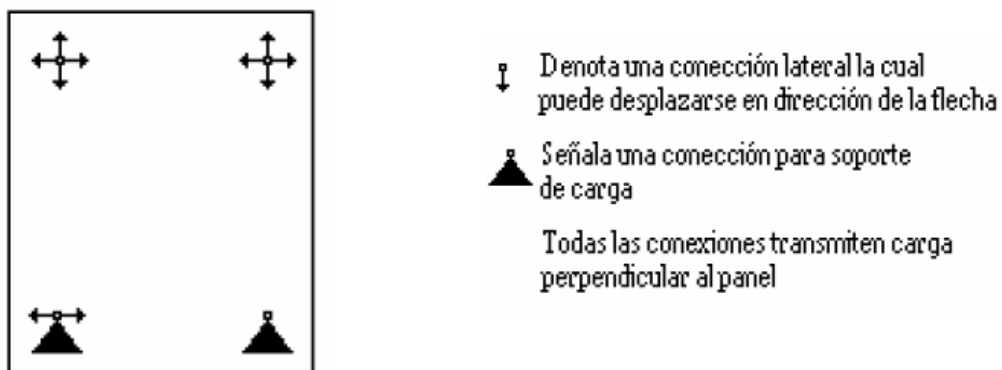 Denota una conección lateral la cual
puede desplazarse en dirección de la flecha
Señala una conección para soporte
de carga
Todas las conexiones transmiten carga
perpendicular al panel